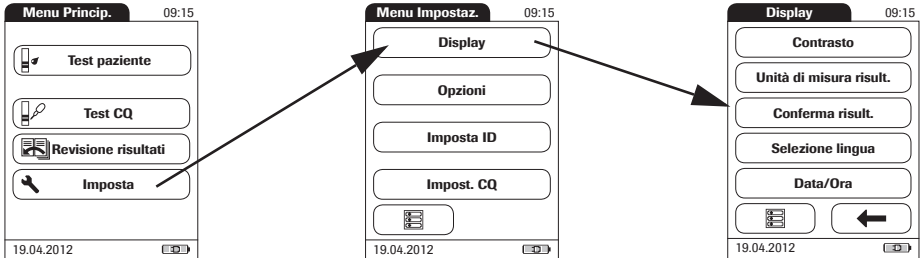 Menu Princip. 09:15
Test paziente
Test CQ
Revisione risultati
Imposta
19.04.2012
Menu Impostaz. 09:15
Display
Opzioni
Imposta ID
Impost. CQ
19.04.2012
Display 09:15
Contrasto
Unità di misura risult.
Conferma risult.
Selezione lingua
Data/Ora
19.04.2012